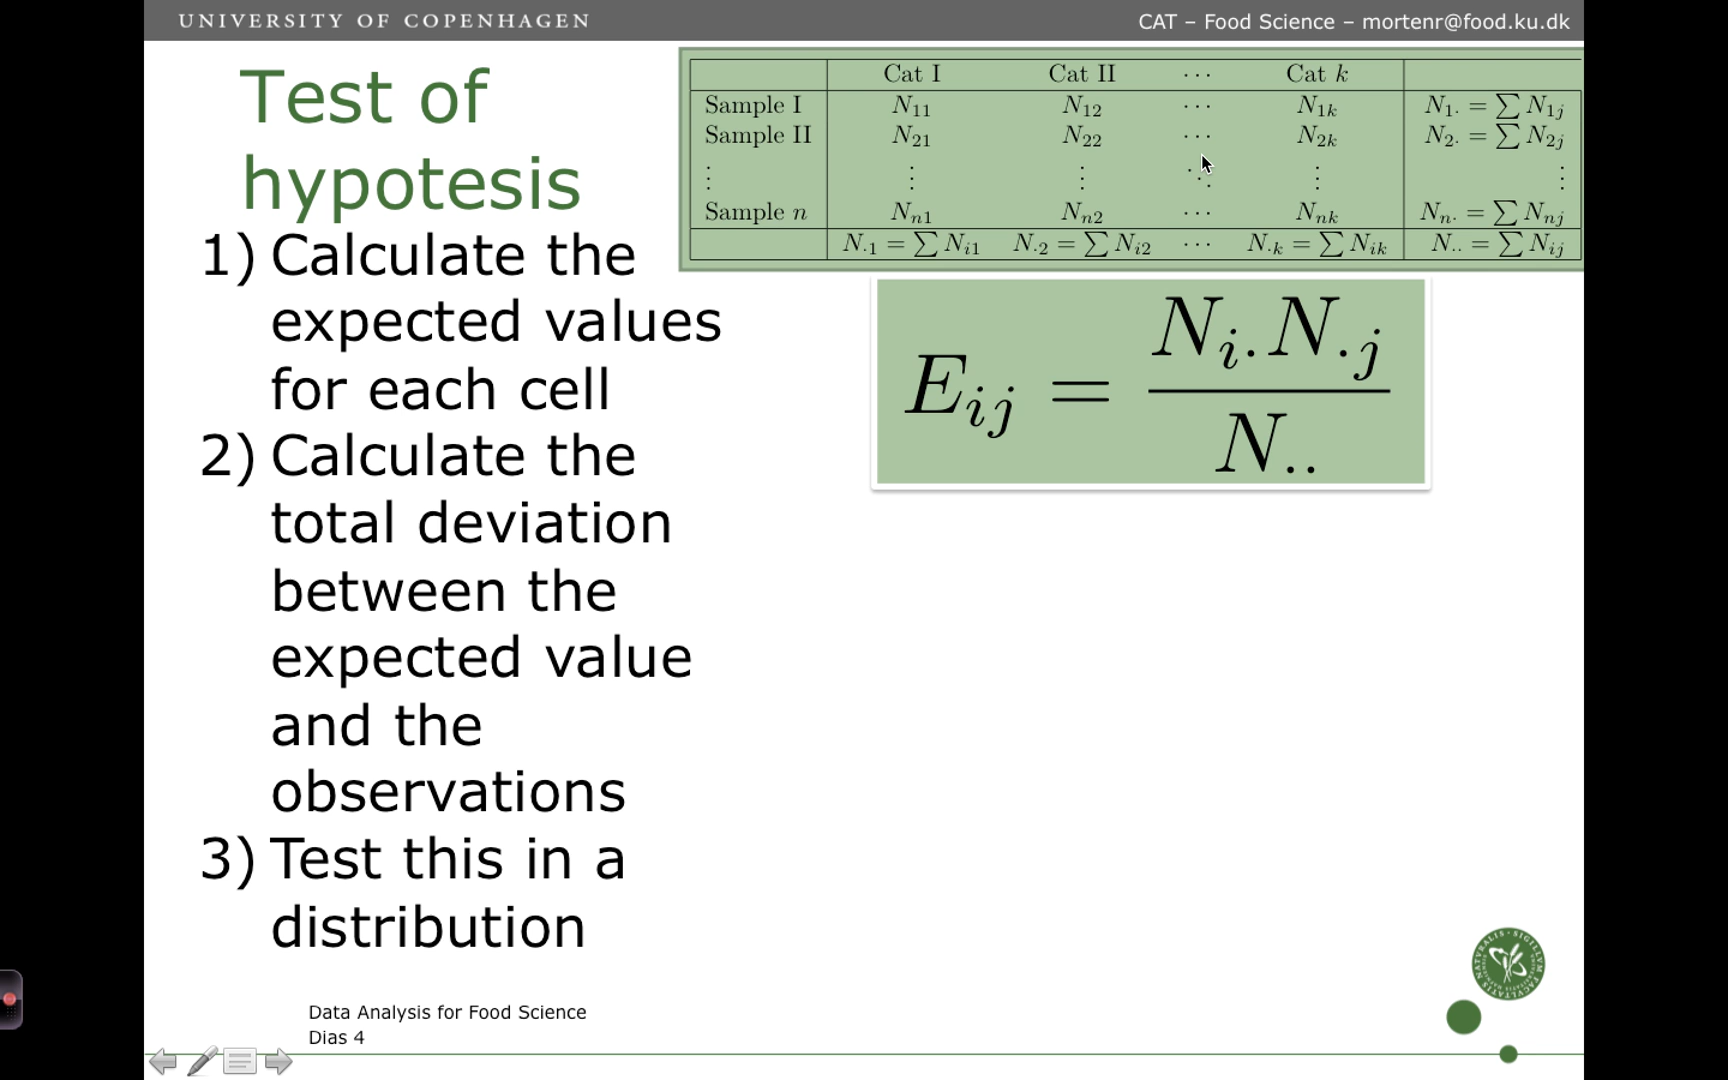 UNIVERSITY OF COPENHAGEN
CAT – Food Science – mortenr@food.ku.dk
Test of
hypotesis
1) Calculate the
expected values
for each cell
2) Calculate the
total deviation
between the
expected value
and the
observations
3) Test this in a
distribution
Cat I Cat II ⋯ Cat k
Sample I N₁₁ N₁₂ ⋯ N₁ₖ N₁. = ∑ N₁ⱼ
Sample II N₂₁ N₂₂ ⋯ N₂ₖ N₂. = ∑ N₂ⱼ
⋮ ⋮ ⋮ ⋱ ⋮ ⋮
Sample n Nₙ₁ Nₙ₂ ⋯ Nₙₖ Nₙ. = ∑ Nₙⱼ
N.₁ = ∑ Nᵢ₁ N.₂ = ∑ Nᵢ₂ ⋯ N.ₖ = ∑ Nᵢₖ N.. = ∑ Nᵢⱼ
Eᵢⱼ = Nᵢ. N.ⱼ / N..
Data Analysis for Food Science
Dias 4